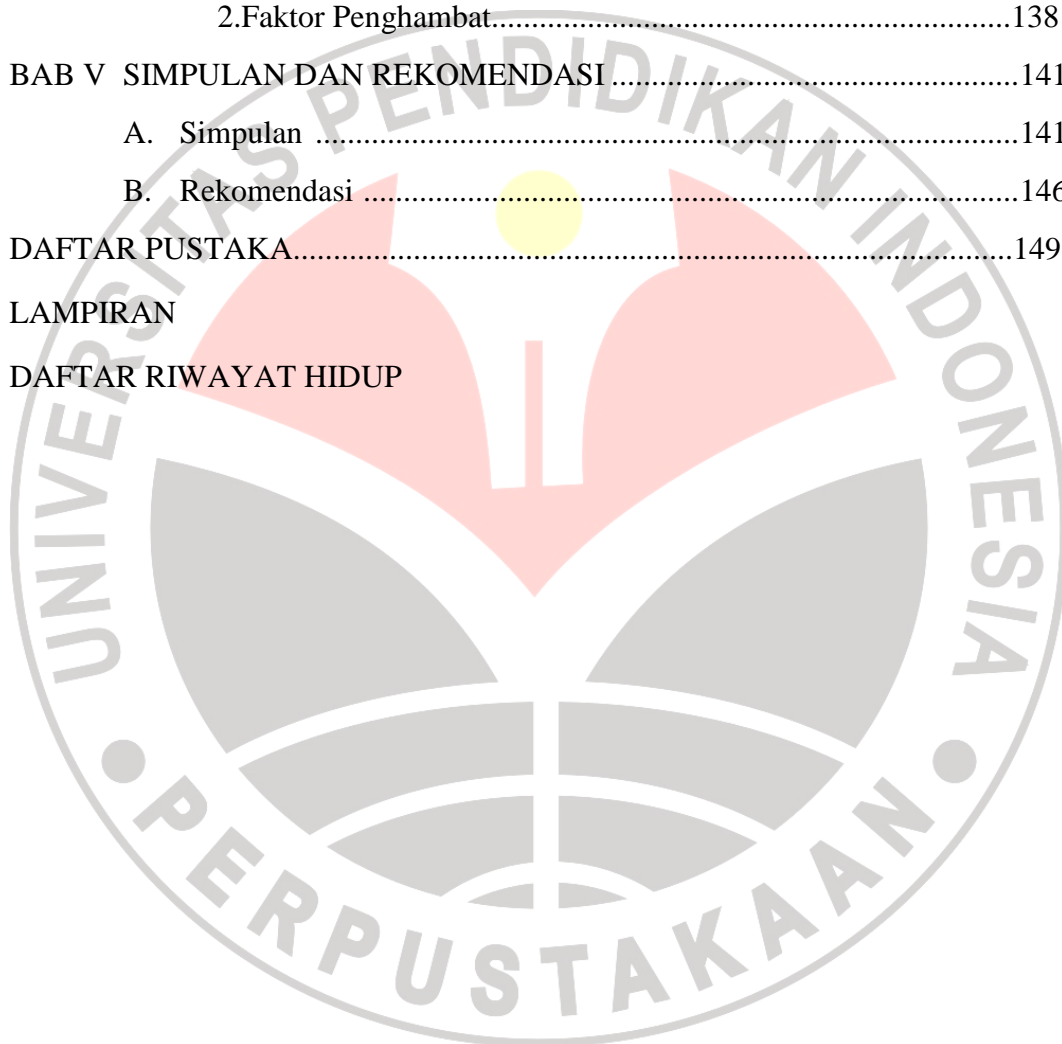 2.Faktor Penghambat.......................................................................138
BAB V SIMPULAN DAN REKOMENDASI ........................................................141
A. Simpulan ................................................................................................141
B. Rekomendasi ..........................................................................................146
DAFTAR PUSTAKA....................................................................................................149
LAMPIRAN
DAFTAR RIWAYAT HIDUP
UNIVERSITAS PENDIDIKAN INDONESIA
PERPUSTAKAAN